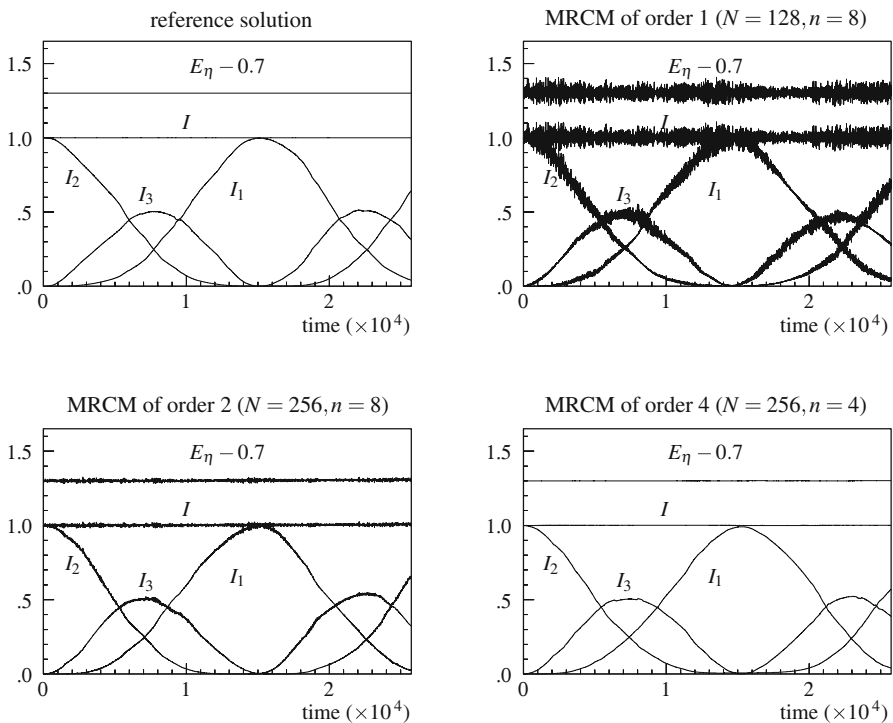 reference solution
1.5
E_η − 0.7
I
1.0
I_2
I_3
I_1
.5
.0
0
1
2
time (×10^4)
MRCM of order 1 (N = 128, n = 8)
1.5
E_η − 0.7
I
1.0
I_2
I_3
I_1
.5
.0
0
1
2
time (×10^4)
MRCM of order 2 (N = 256, n = 8)
1.5
E_η − 0.7
I
1.0
I_2
I_3
I_1
.5
.0
0
1
2
time (×10^4)
MRCM of order 4 (N = 256, n = 4)
1.5
E_η − 0.7
I
1.0
I_2
I_3
I_1
.5
.0
0
1
2
time (×10^4)